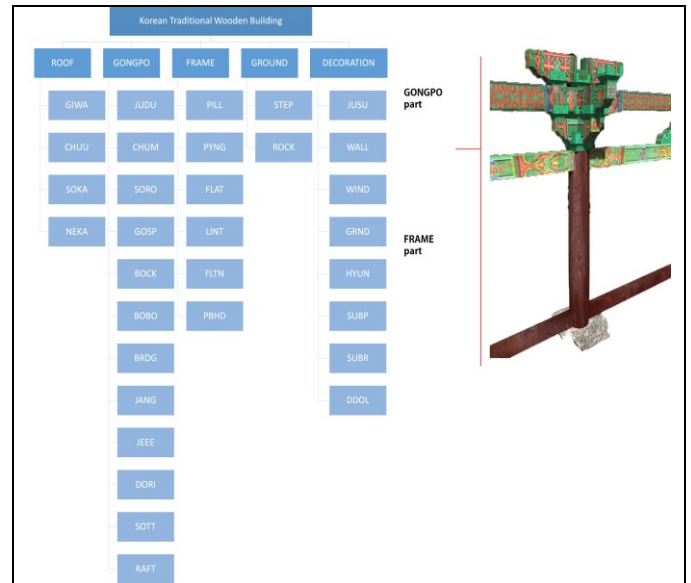 Korean Traditional Wooden Building
ROOF
GONGPO
FRAME
GROUND
DECORATION
GIWA
CHUU
SOKA
NEKA
JUDU
CHUM
SORO
GOSP
BOCK
BOBO
BRDG
JANG
JEEE
DORI
SOTT
RAFT
PILL
PYNG
FLAT
LINT
FLTN
PBHD
STEP
ROCK
JUSU
WALL
WIND
GRND
HYUN
SUBP
SUBR
DDOL
GONGPO
part
FRAME
part